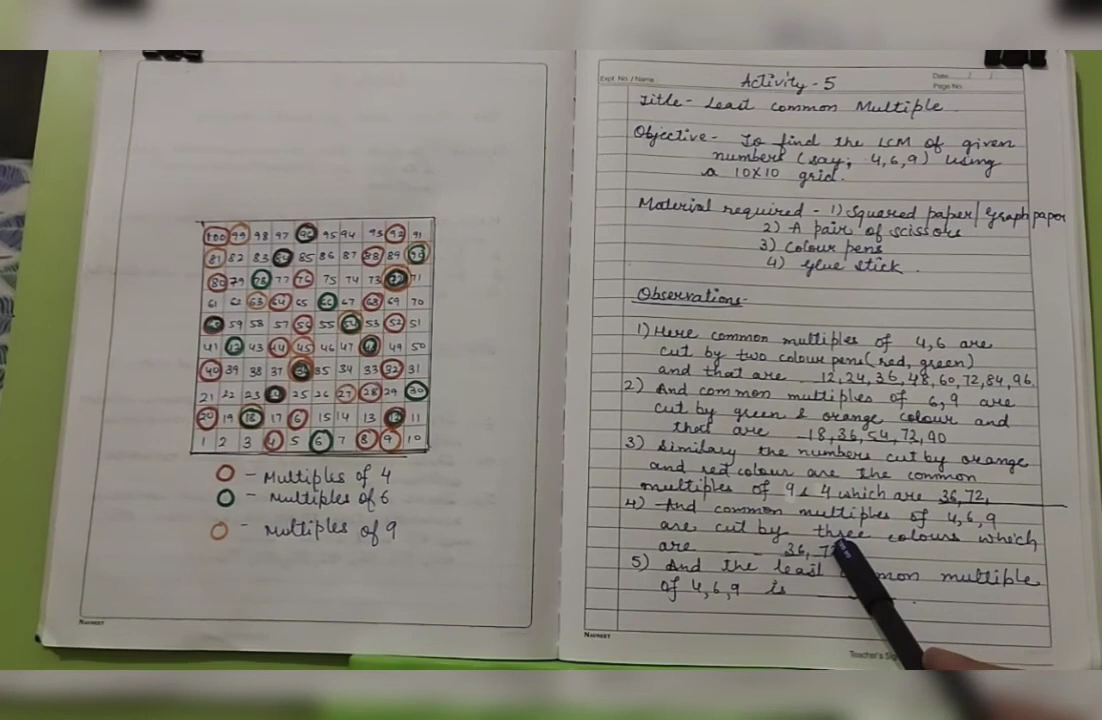 100 99 98 97 96 95 94 93 92 91
81 82 83 84 85 86 87 88 89 90
80 79 78 77 76 75 74 73 72 71
61 62 63 64 65 66 67 68 69 70
60 59 58 57 56 55 54 53 52 51
41 42 43 44 45 46 47 48 49 50
40 39 38 37 36 35 34 33 32 31
21 22 23 24 25 26 27 28 29 30
20 19 18 17 16 15 14 13 12 11
1 2 3 4 5 6 7 8 9 10
- Multiples of 4
- Multiples of 6
- Multiples of 9
NAVNEET
Expt. No. / Name
Date / /
Page No.
Activity - 5
Title - Least common Multiple
Objective - To find the LCM of given
numbers (say; 4,6,9) using
a 10X10 grid.
Material required - 1) Squared paper/Graph paper
2) A pair of scissors
3) Colour pens
4) Glue stick.
Observations -
1) Here common multiples of 4,6 are
cut by two colour pens (red, green)
and that are 12,24,36,48,60,72,84,96.
2) And common multiples of 6,9 are
cut by green & orange colour and
that are 18,36,54,72,90
3) Similary the numbers cut by orange
and red colour are the common
multiples of 9 & 4 which are 36,72,
4) And common multiples of 4,6,9
are cut by three colours which
are - - 36,
5) And the least multiple
of 4,6,9 is .
NAVNEET
Teacher's